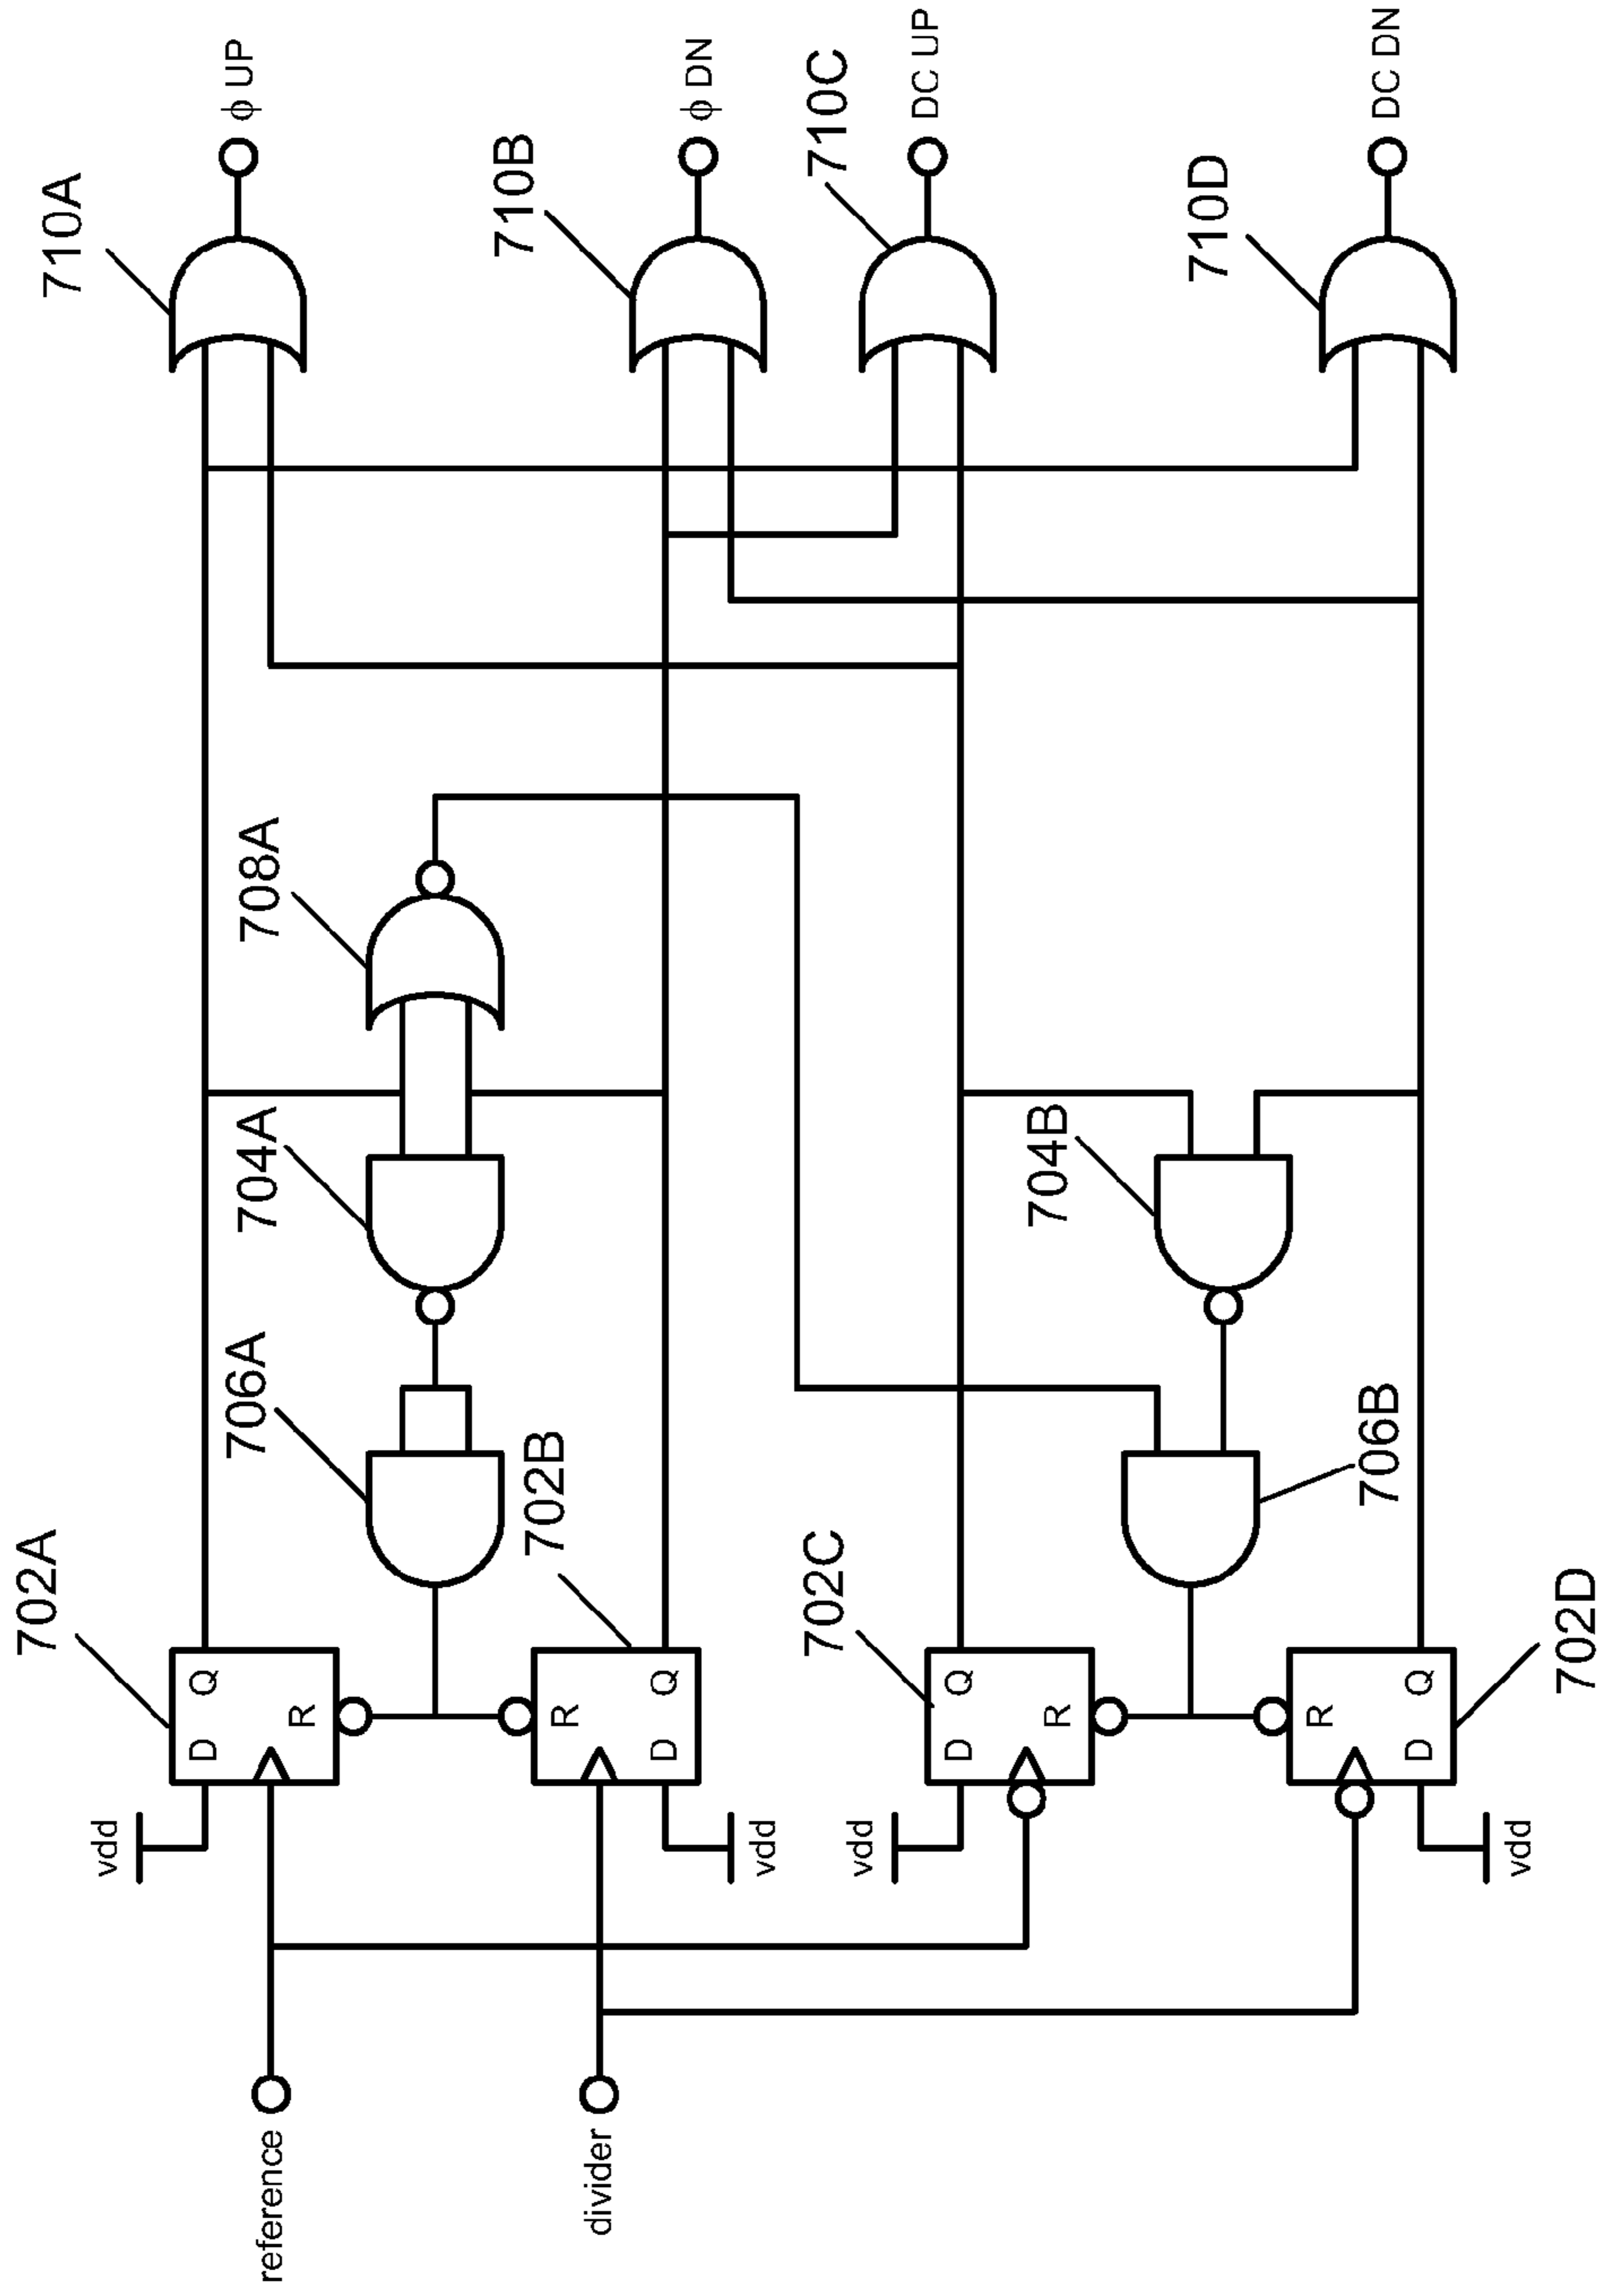 702A
706A
704A
708A
710A
vdd
D
Q
R
ϕ UP
reference
702B
R
D
Q
710B
ϕ DN
divider
vdd
702C
710C
vdd
D
Q
R
704B
DC UP
706B
710D
R
D
Q
DC DN
vdd
702D